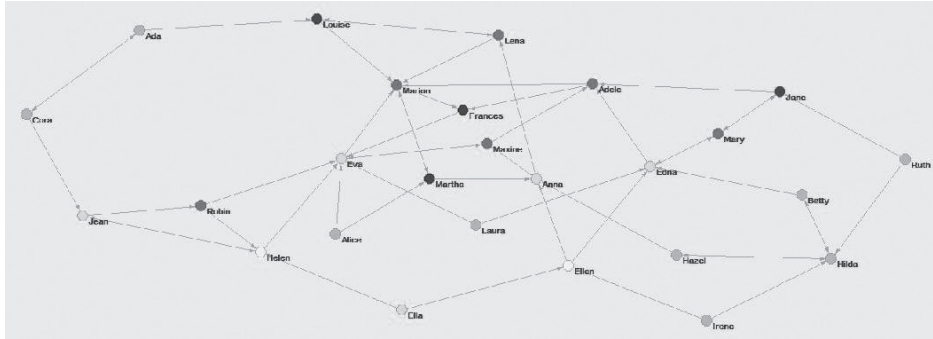 Louise
Ada
Lena
Marion
Adele
Jane
Frances
Cora
Mary
Maxine
Eva
Ruth
Edna
Martha
Anna
Betty
Robin
Jean
Laura
Alice
Helen
Hazel
Hilda
Ellen
Ella
Irene